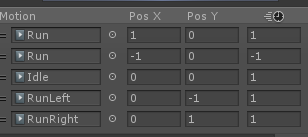 Motion Pos X Pos Y
Run 1 0 1
Run -1 0 -1
Idle 0 0 1
RunLeft 0 -1 1
RunRight 0 1 1